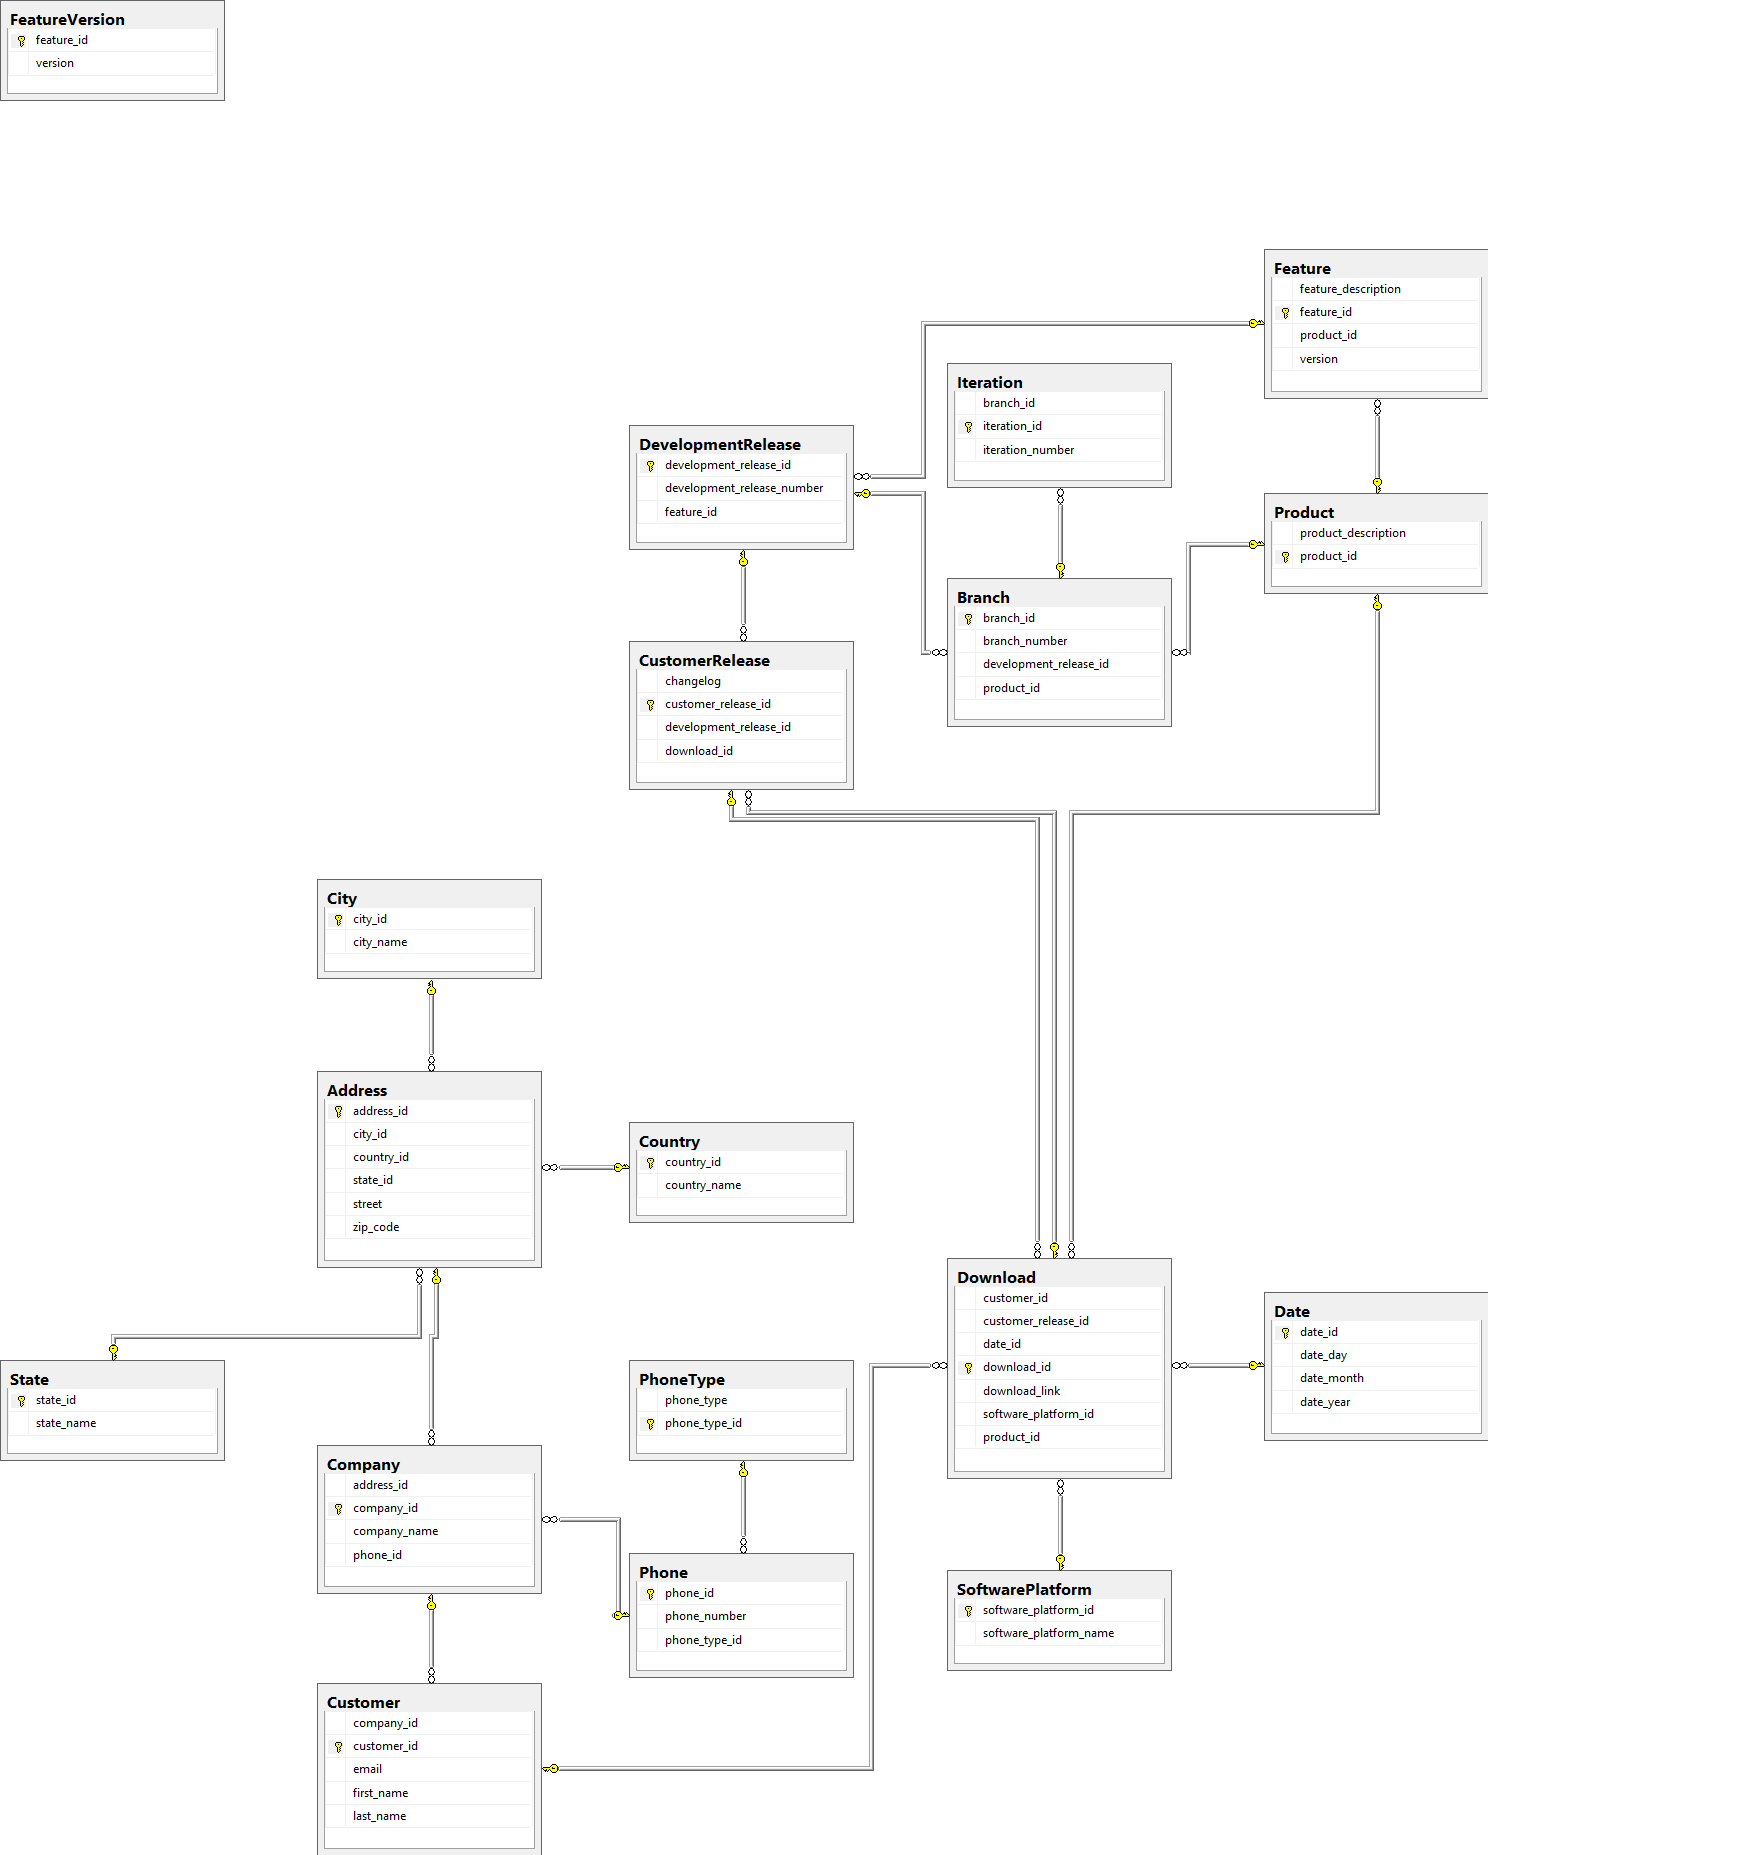 FeatureVersion
feature_id
version
Feature
feature_description
feature_id
product_id
version
Iteration
branch_id
iteration_id
iteration_number
DevelopmentRelease
development_release_id
development_release_number
feature_id
Product
product_description
product_id
Branch
branch_id
branch_number
development_release_id
product_id
CustomerRelease
changelog
customer_release_id
development_release_id
download_id
City
city_id
city_name
Address
address_id
city_id
country_id
state_id
street
zip_code
Country
country_id
country_name
Download
customer_id
customer_release_id
date_id
download_id
download_link
software_platform_id
product_id
Date
date_id
date_day
date_month
date_year
State
state_id
state_name
PhoneType
phone_type
phone_type_id
Company
address_id
company_id
company_name
phone_id
Phone
phone_id
phone_number
phone_type_id
SoftwarePlatform
software_platform_id
software_platform_name
Customer
company_id
customer_id
email
first_name
last_name